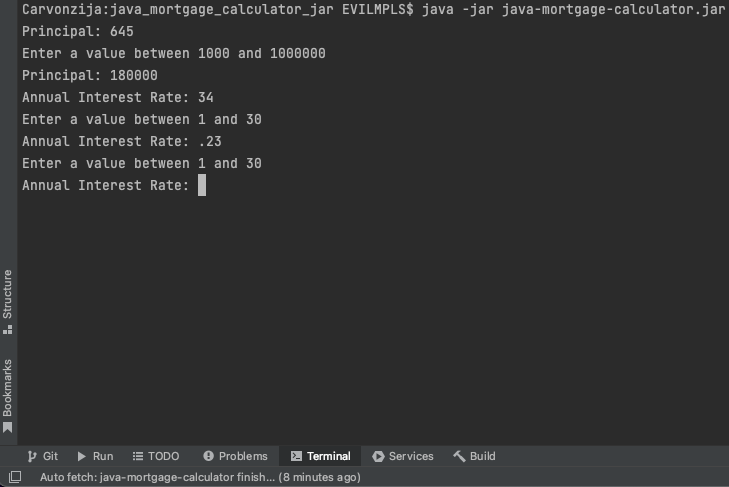 Carvonzija:java_mortgage_calculator_jar EVILMPLS$ java -jar java-mortgage-calculator.jar
Principal: 645
Enter a value between 1000 and 1000000
Principal: 180000
Annual Interest Rate: 34
Enter a value between 1 and 30
Annual Interest Rate: .23
Enter a value between 1 and 30
Annual Interest Rate:
Structure
Bookmarks
Git Run TODO Problems Terminal Services Build
Auto fetch: java-mortgage-calculator finish... (8 minutes ago)